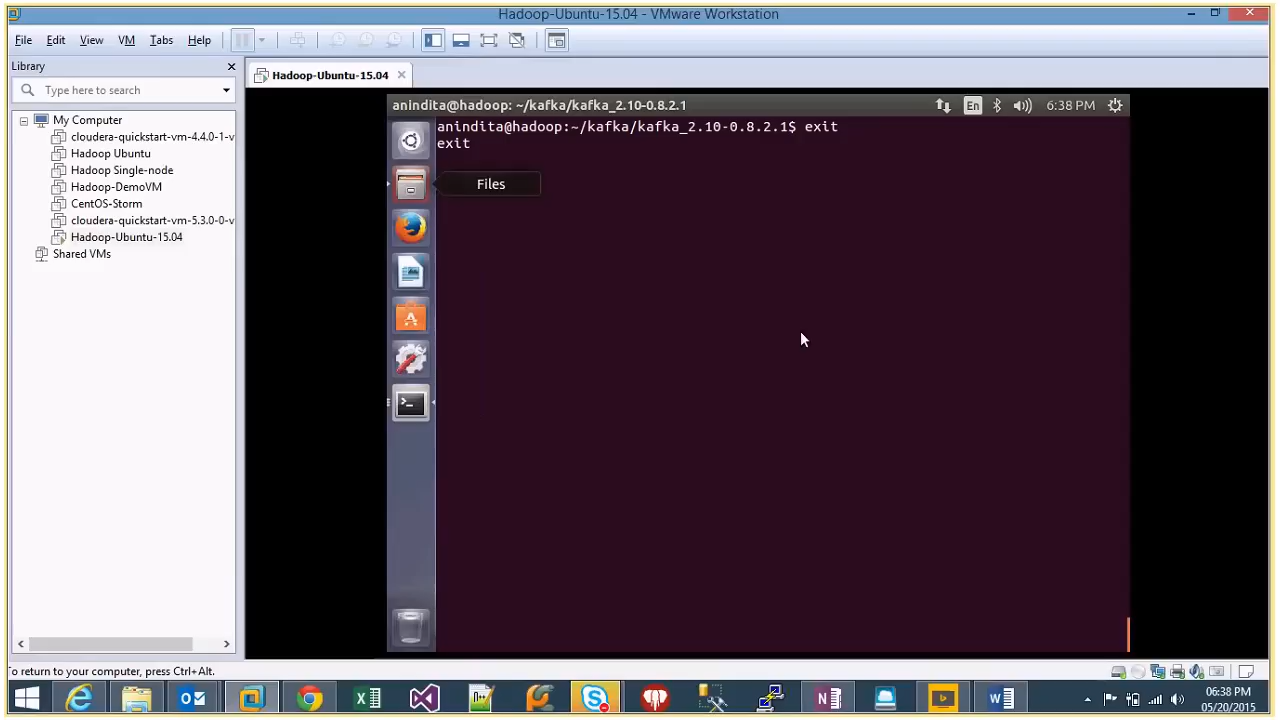 Hadoop-Ubuntu-15.04 - VMware Workstation
File Edit View VM Tabs Help
Library
Type here to search
My Computer
cloudera-quickstart-vm-4.4.0-1-v
Hadoop Ubuntu
Hadoop Single-node
Hadoop-DemoVM
CentOS-Storm
cloudera-quickstart-vm-5.3.0-0-v
Hadoop-Ubuntu-15.04
Shared VMs
Hadoop-Ubuntu-15.04
anindita@hadoop: ~/kafka/kafka_2.10-0.8.2.1
En
6:38 PM
anindita@hadoop:~/kafka/kafka_2.10-0.8.2.1$ exit
exit
Files
To return to your computer, press Ctrl+Alt.
06:38 PM
05/20/2015